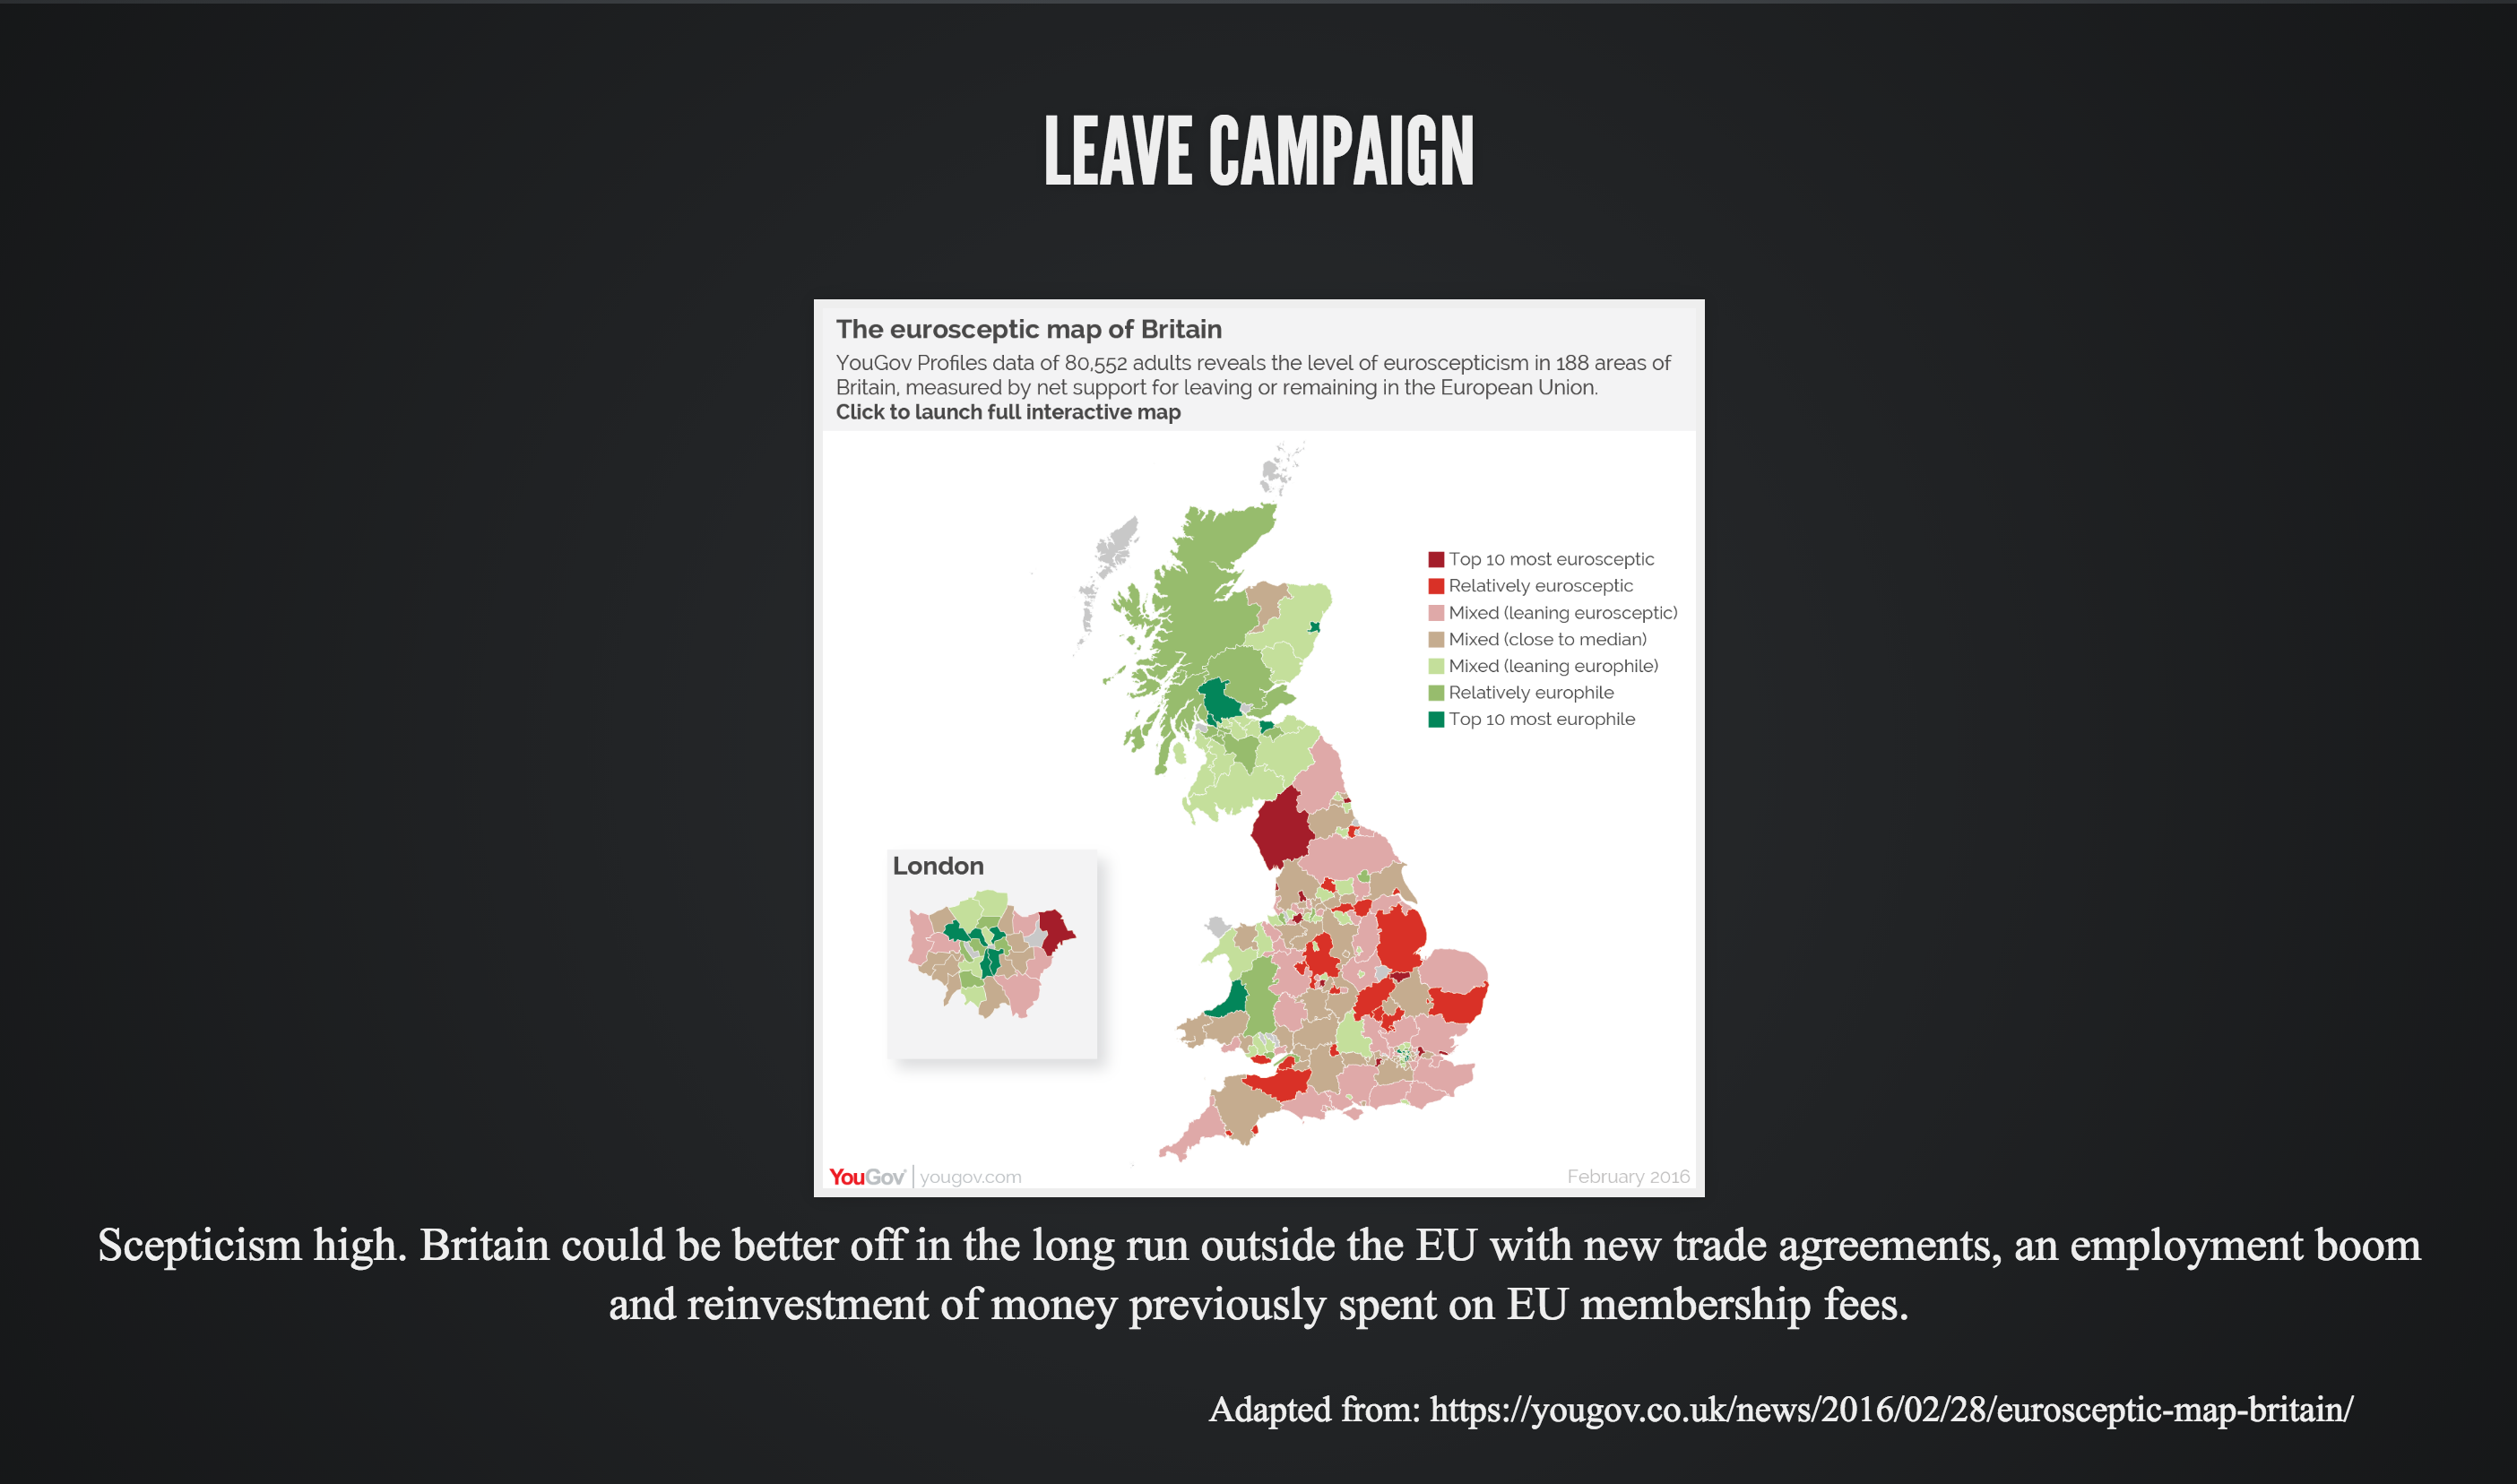 LEAVE CAMPAIGN
The eurosceptic map of Britain
YouGov Profiles data of 80,552 adults reveals the level of euroscepticism in 188 areas of
Britain, measured by net support for leaving or remaining in the European Union.
Click to launch full interactive map
Top 10 most eurosceptic
Relatively eurosceptic
Mixed (leaning eurosceptic)
Mixed (close to median)
Mixed (leaning europhile)
Relatively europhile
Top 10 most europhile
London
YouGov | yougov.com
February 2016
Scepticism high. Britain could be better off in the long run outside the EU with new trade agreements, an employment boom
and reinvestment of money previously spent on EU membership fees.
Adapted from: https://yougov.co.uk/news/2016/02/28/eurosceptic-map-britain/